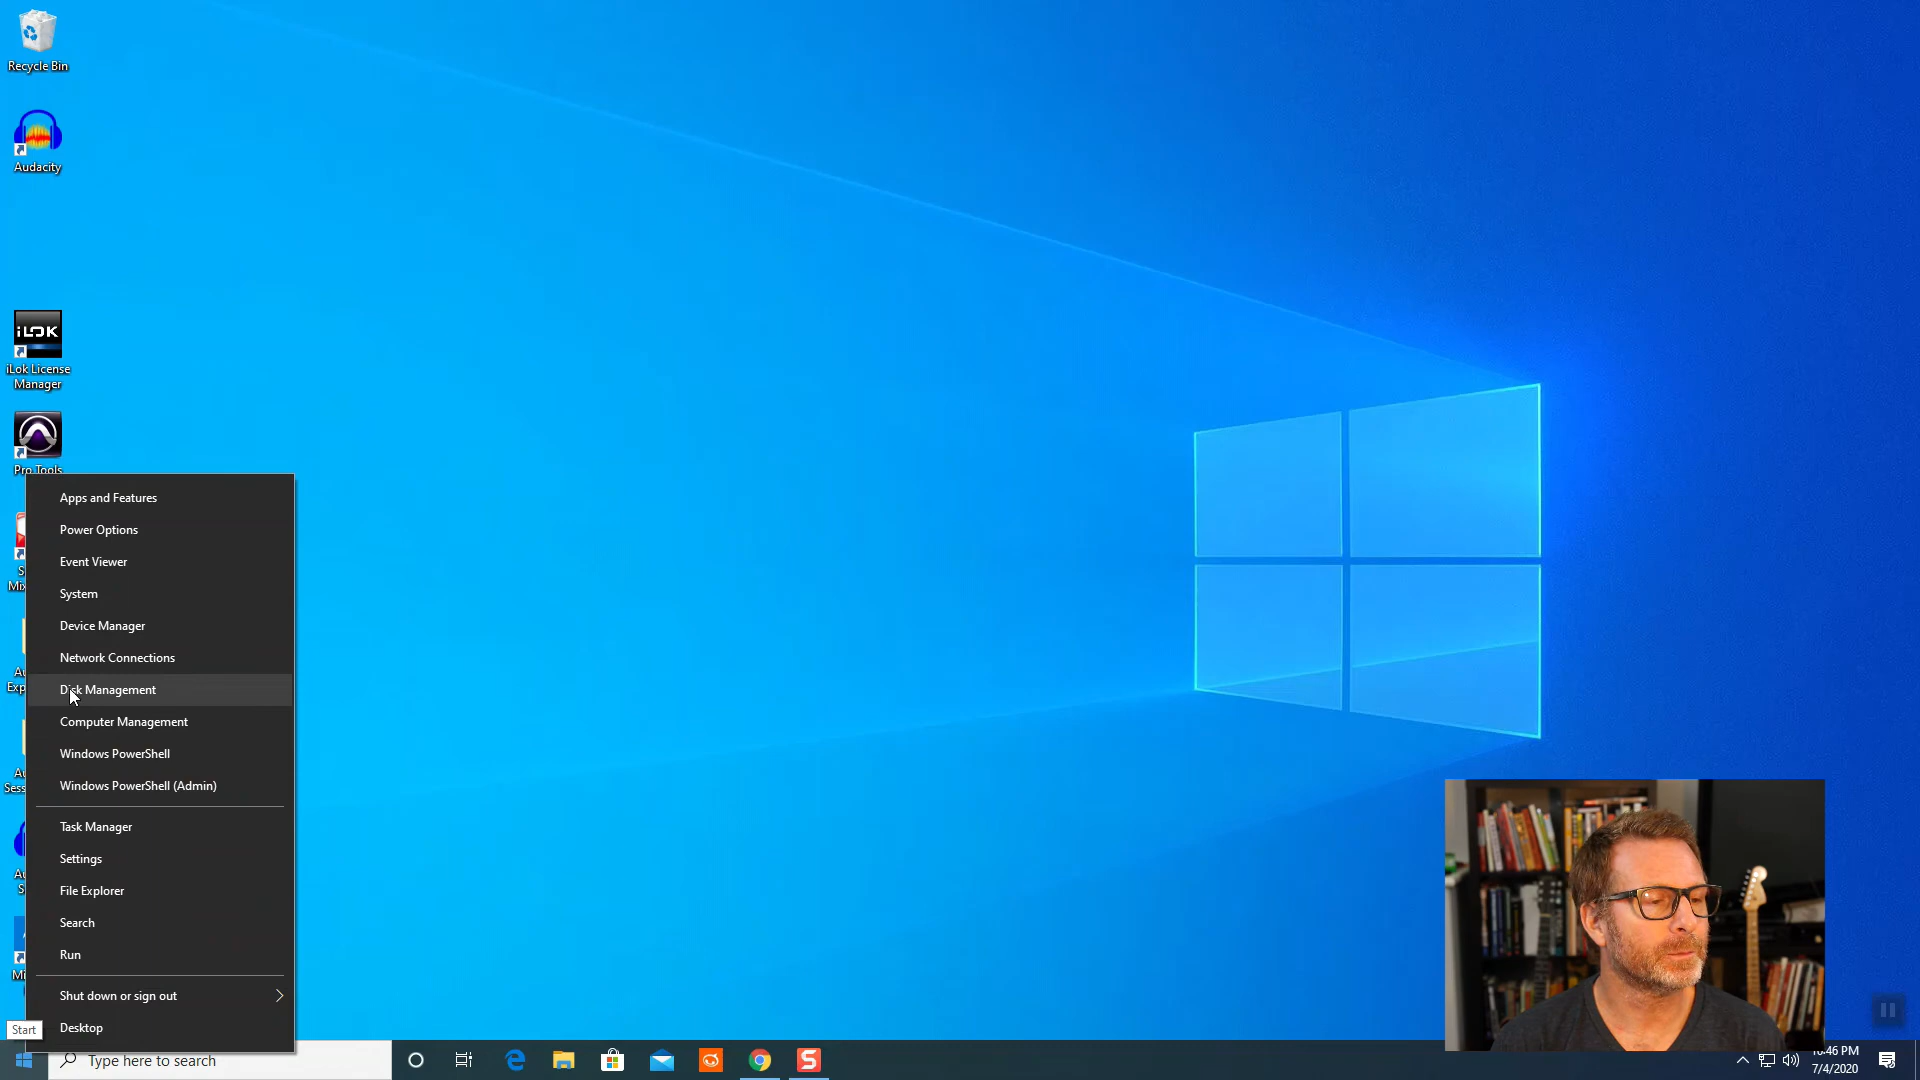 Recycle Bin
Audacity
iLOK
iLok License
Manager
Pro Tools
Apps and Features
Power Options
Event Viewer
System
Device Manager
Network Connections
Disk Management
Computer Management
Windows PowerShell
Windows PowerShell (Admin)
Task Manager
Settings
File Explorer
Search
Run
Shut down or sign out
Desktop
Start
Type here to search
7/4/2020